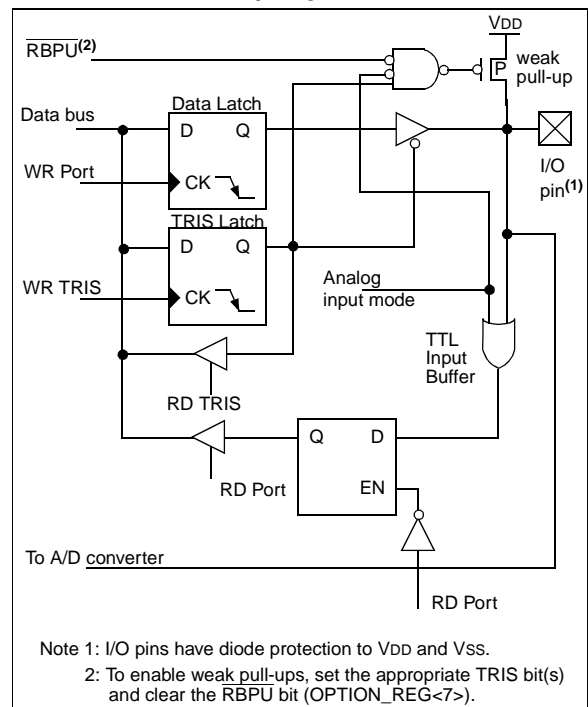 VDD
RBPU(2)
weak
pull-up
P
Data Latch
Data bus
D Q
WR Port
CK
I/O
pin(1)
TRIS Latch
D Q
WR TRIS
CK
Analog
input mode
TTL
Input
Buffer
RD TRIS
Q D
RD Port
EN
To A/D converter
RD Port
Note 1: I/O pins have diode protection to VDD and VSS.
2: To enable weak pull-ups, set the appropriate TRIS bit(s)
and clear the RBPU bit (OPTION_REG<7>).